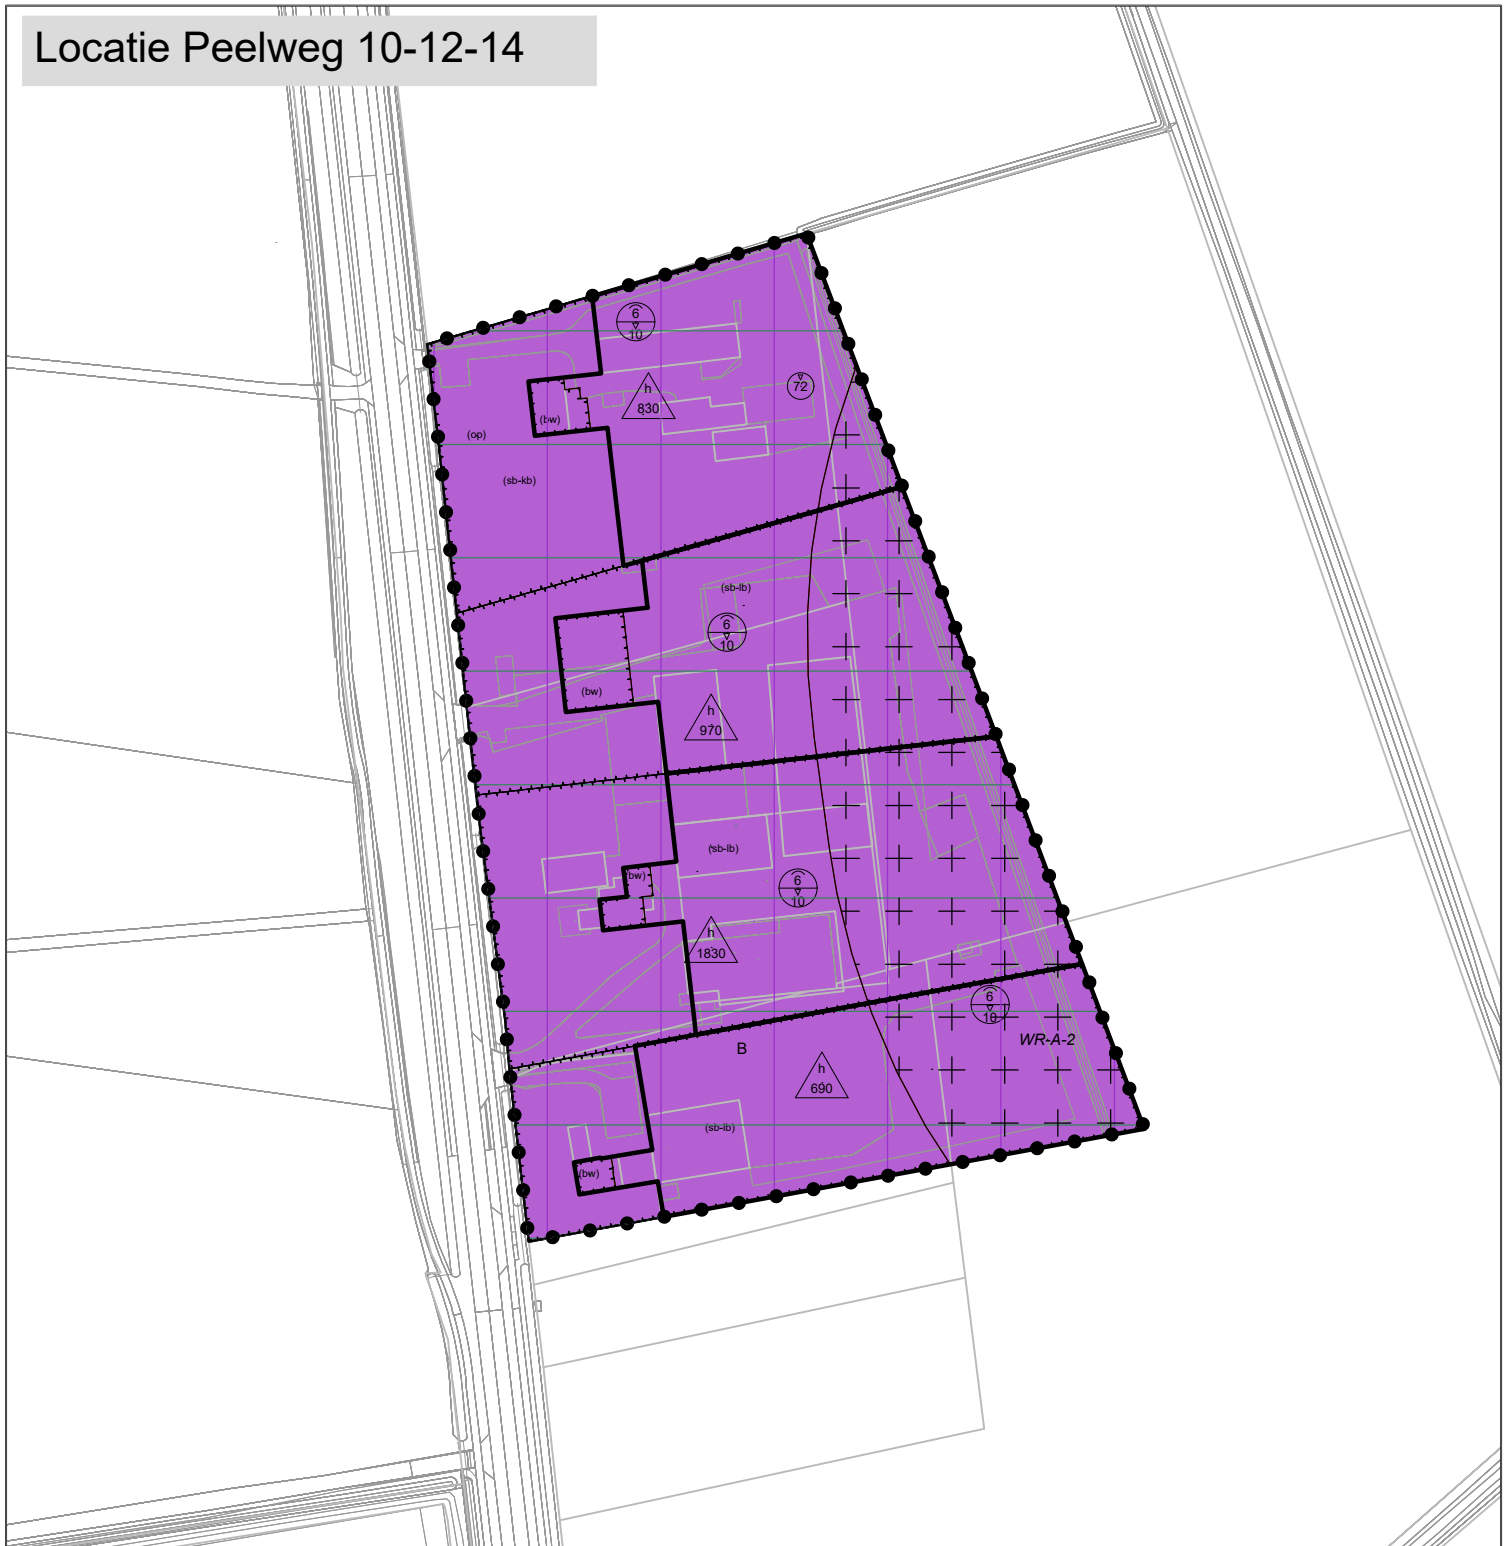 Locatie Peelweg 10-12-14
6
10
h
830
72
(bw)
(op)
(sb-kb)
(sb-lb)
6
10
(bw)
h
970
(sb-lb)
(bw)
6
10
h
1830
6
10
WR-A-2
B
h
690
(sb-lb)
(bw)